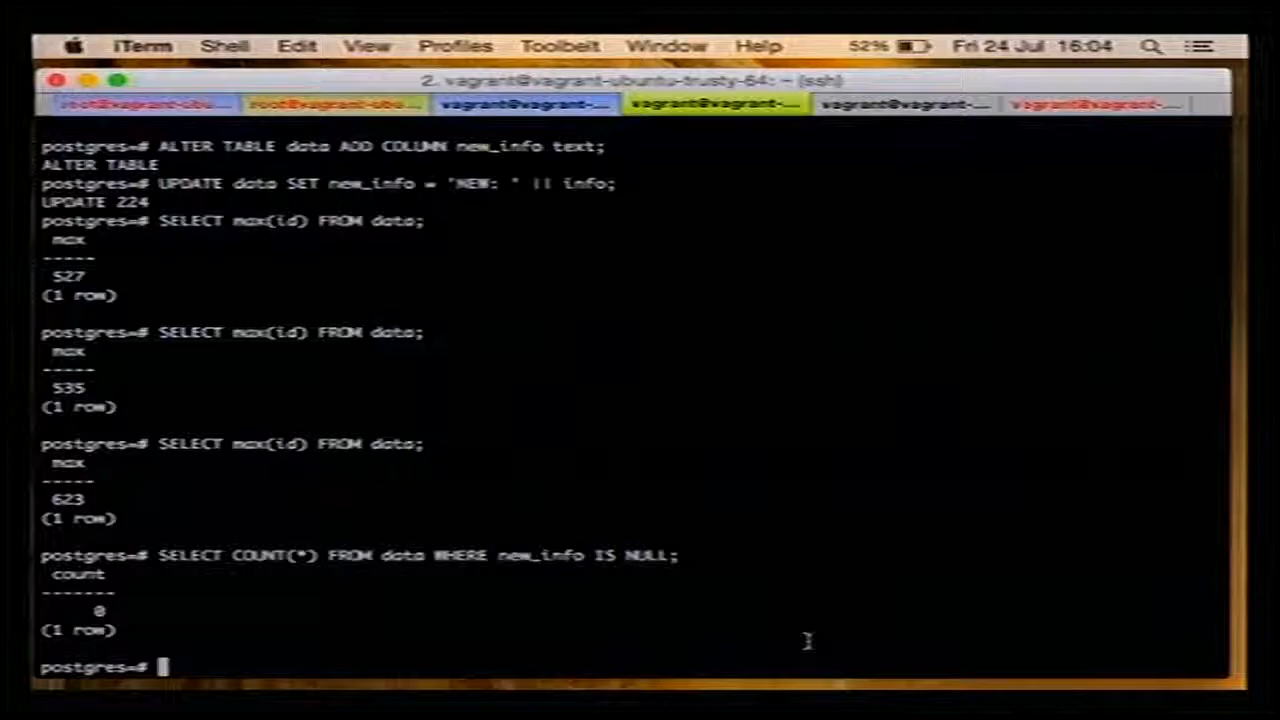 iTerm Shell Edit View Profiles Toolbelt Window Help 52% Fri 24 Jul 16:04
2. vagrant@vagrant-ubuntu-trusty-64: ~ (ssh)
root@vagrant-ubu... root@vagrant-ubu... vagrant@vagrant-... vagrant@vagrant-... vagrant@vagrant-... vagrant@vagrant-...
postgres=# ALTER TABLE data ADD COLUMN new_info text;
ALTER TABLE
postgres=# UPDATE data SET new_info = 'NEW: ' || info;
UPDATE 224
postgres=# SELECT max(id) FROM data;
max
-----
527
(1 row)
postgres=# SELECT max(id) FROM data;
max
-----
535
(1 row)
postgres=# SELECT max(id) FROM data;
max
-----
623
(1 row)
postgres=# SELECT COUNT(*) FROM data WHERE new_info IS NULL;
count
-------
0
(1 row)
postgres=#